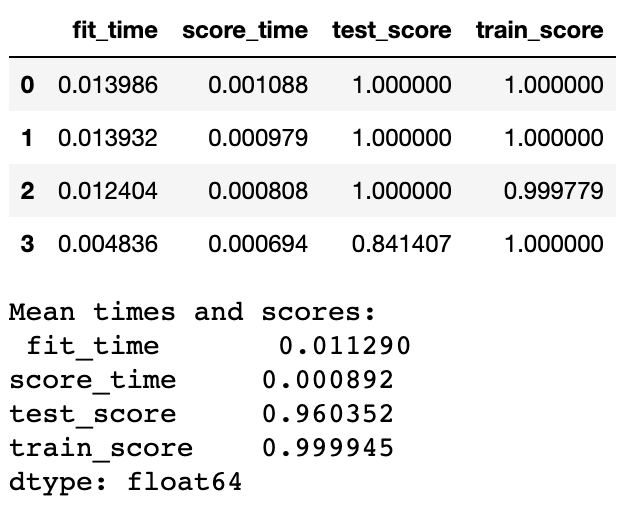 fit_time score_time test_score train_score
0 0.013986 0.001088 1.000000 1.000000
1 0.013932 0.000979 1.000000 1.000000
2 0.012404 0.000808 1.000000 0.999779
3 0.004836 0.000694 0.841407 1.000000
Mean times and scores:
fit_time 0.011290
score_time 0.000892
test_score 0.960352
train_score 0.999945
dtype: float64